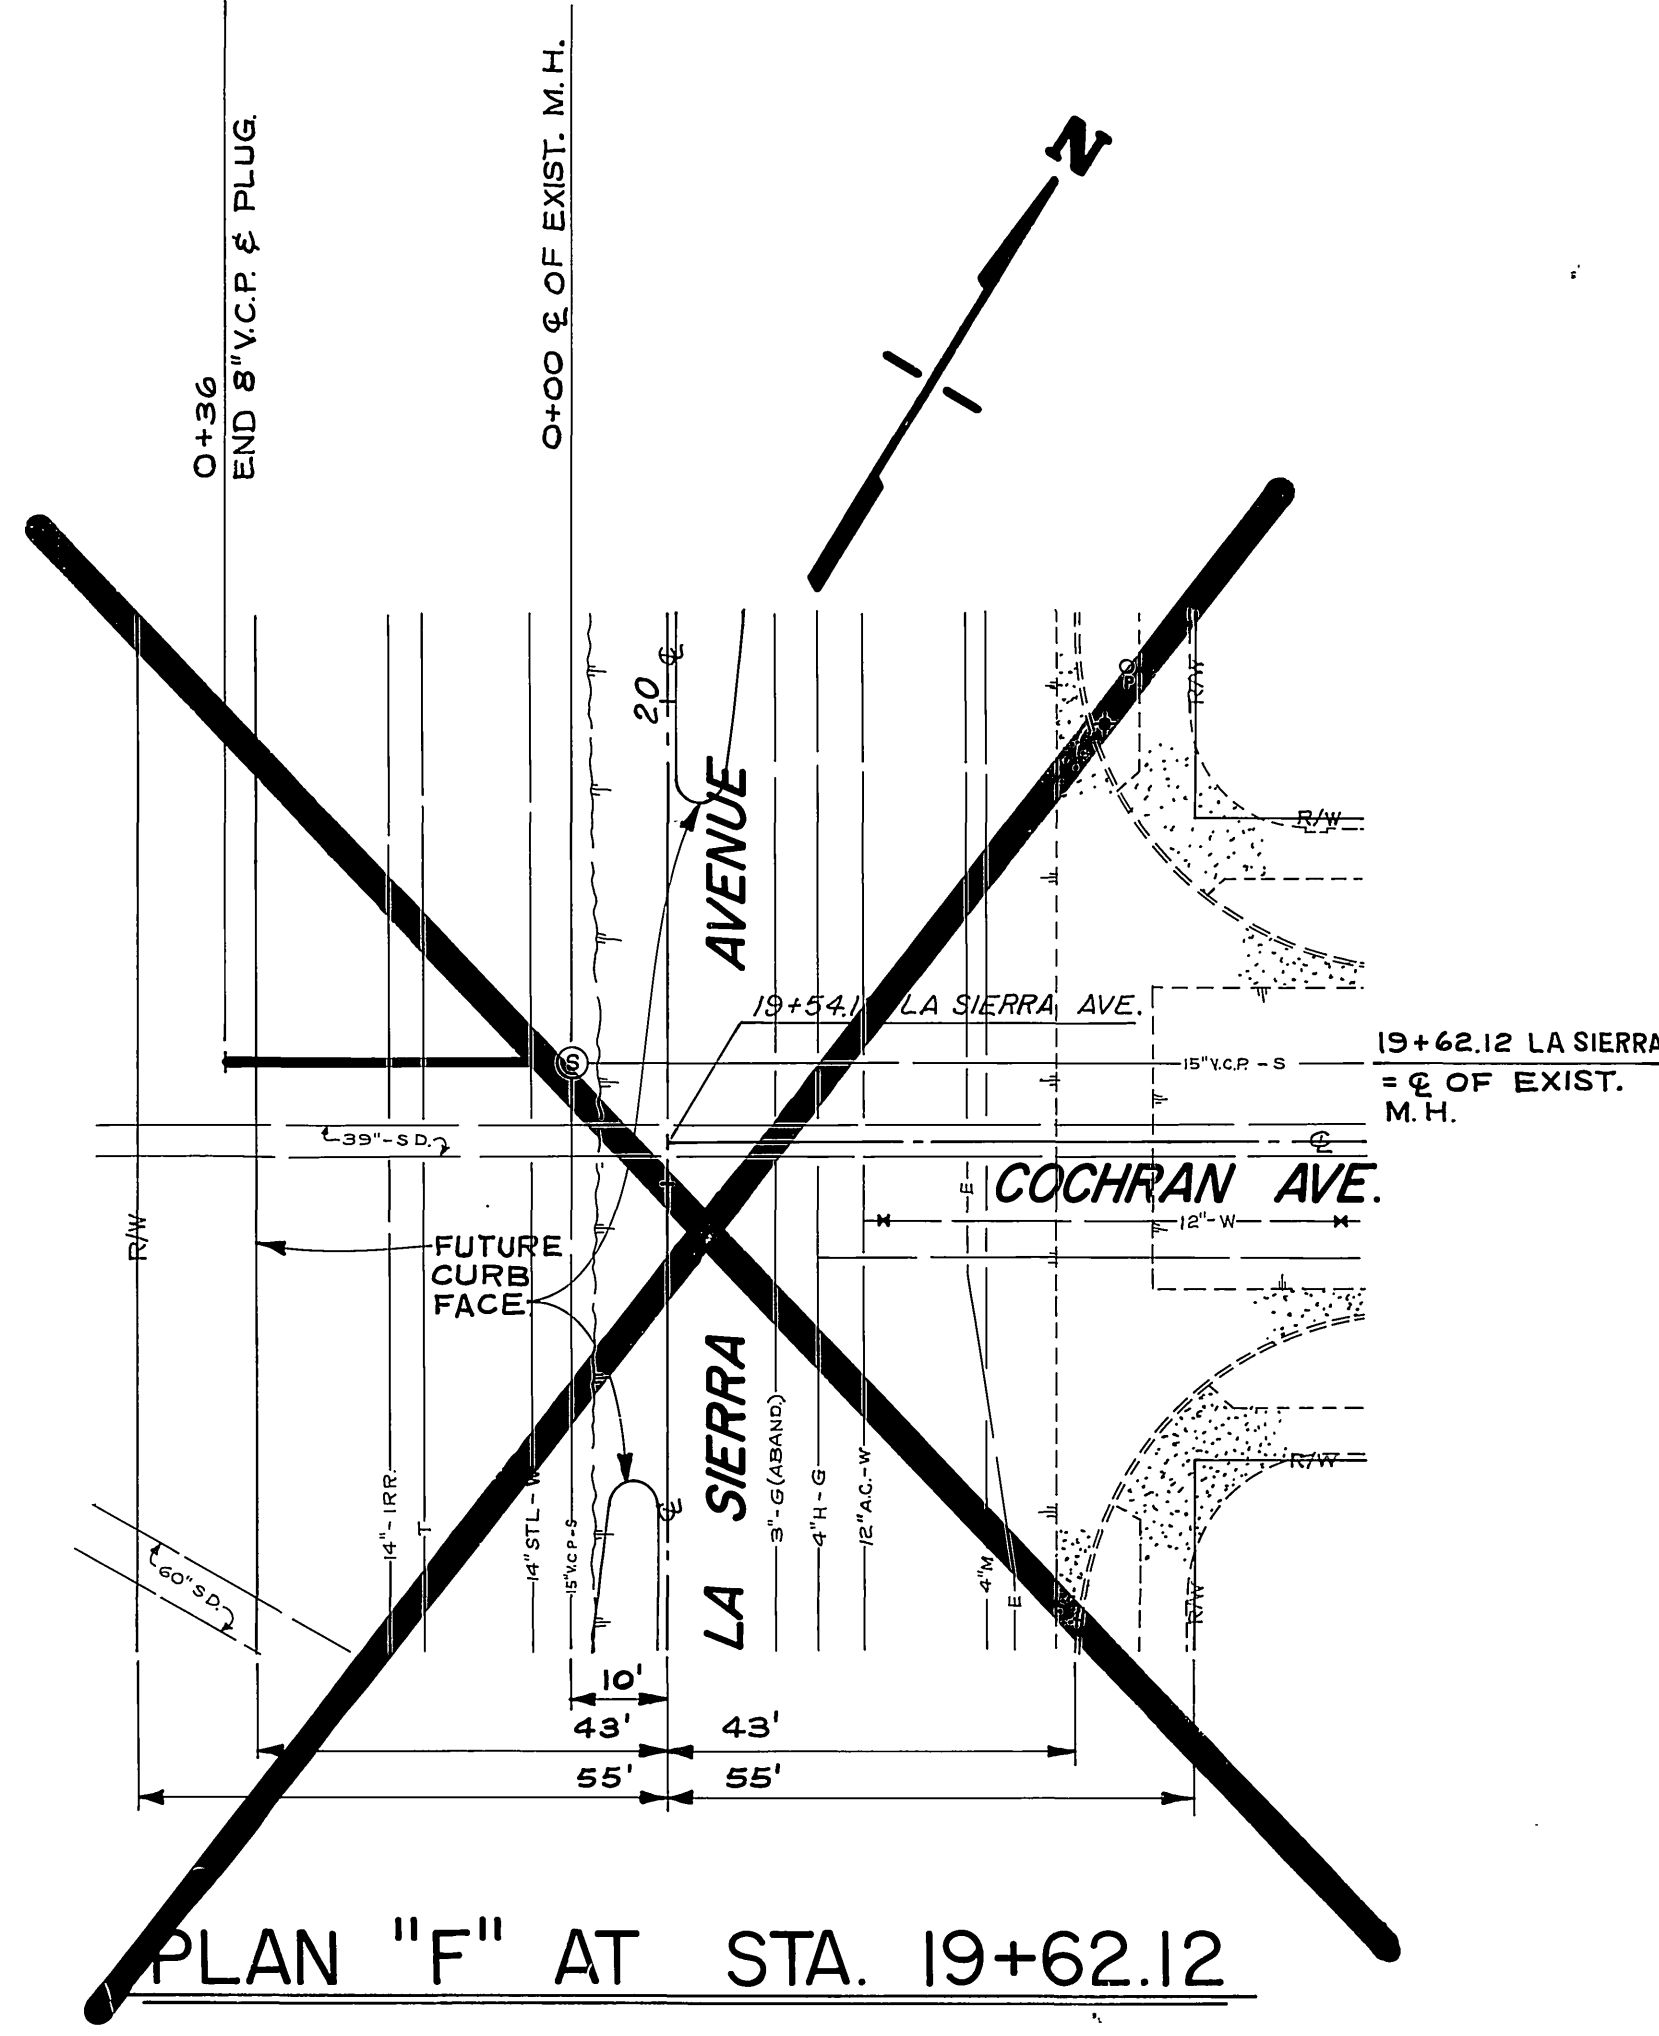 0+36
END 8" V.C.P. & PLUG.
0+00 ℄ OF EXIST. M.H.
N
20
℄
AVENUE
P
R/W
R/W
19+54.1 LA SIERRA AVE.
S
15" V.C.P. - S
19+62.12 LA SIERRA
= ℄ OF EXIST.
M.H.
39" - S.D.
℄
COCHRAN AVE.
E
12" - W
R/W
FUTURE
CURB
FACE
LA SIERRA
R/W
14" - IRR.
T
14" STL - W
15" V.C.P - S
℄
3" - G (ABAND.)
4" H - G
12" A.C. - W
4" M
E
R/W
60" S.D.
10'
43' 43'
55' 55'
PLAN "F" AT STA. 19+62.12